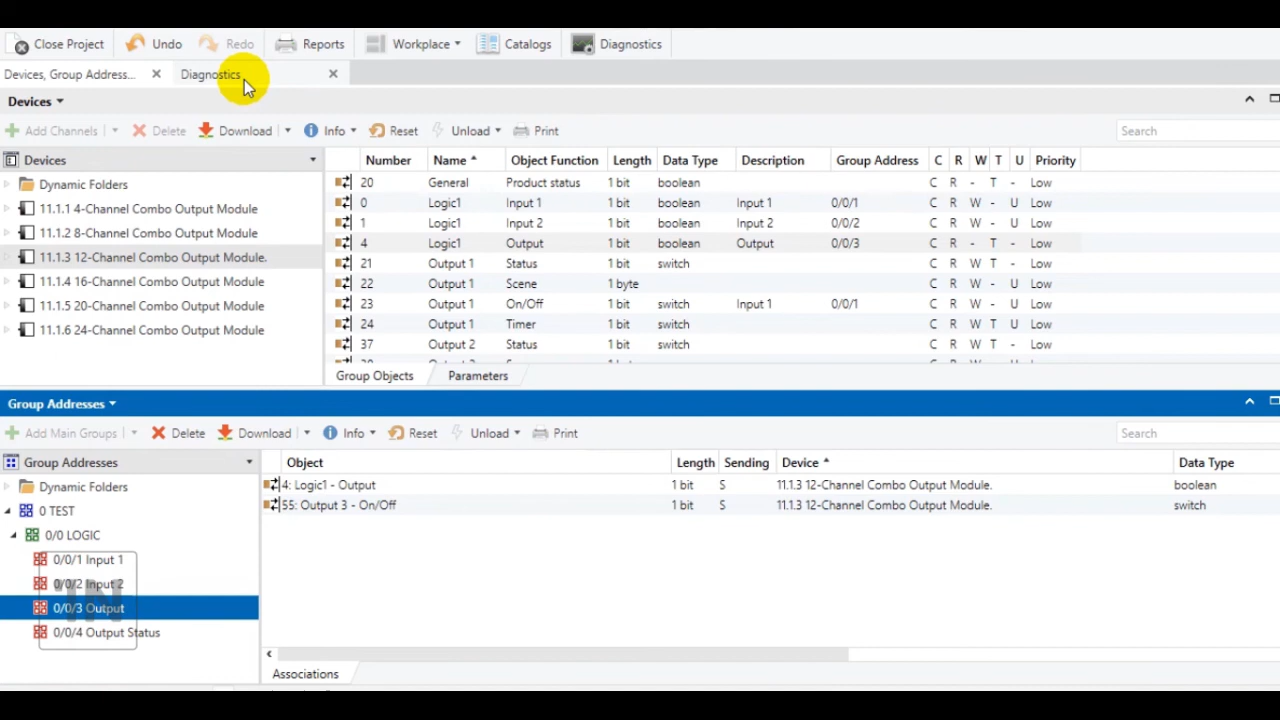 Close Project Undo Redo Reports Workplace Catalogs Diagnostics
Devices, Group Address... Diagnostics
Devices
Add Channels Delete Download Info Reset Unload Print Search
Devices
Number Name Object Function Length Data Type Description Group Address C R W T U Priority
Dynamic Folders
11.1.1 4-Channel Combo Output Module
11.1.2 8-Channel Combo Output Module
11.1.3 12-Channel Combo Output Module.
11.1.4 16-Channel Combo Output Module
11.1.5 20-Channel Combo Output Module
11.1.6 24-Channel Combo Output Module
20 General Product status 1 bit boolean C R - T - Low
0 Logic1 Input 1 1 bit boolean Input 1 0/0/1 C R W - U Low
1 Logic1 Input 2 1 bit boolean Input 2 0/0/2 C R W - U Low
4 Logic1 Output 1 bit boolean Output 0/0/3 C R - T - Low
21 Output 1 Status 1 bit switch C R W T U Low
22 Output 1 Scene 1 byte C R W - U Low
23 Output 1 On/Off 1 bit switch Input 1 0/0/1 C R W - U Low
24 Output 1 Timer 1 bit switch C R W T U Low
37 Output 2 Status 1 bit switch C R W T U Low
Group Objects Parameters
Group Addresses
Add Main Groups Delete Download Info Reset Unload Print Search
Group Addresses
Object Length Sending Device Data Type
Dynamic Folders
0 TEST
0/0 LOGIC
0/0/1 Input 1
0/0/2 Input 2
0/0/3 Output
0/0/4 Output Status
4: Logic1 - Output 1 bit S 11.1.3 12-Channel Combo Output Module. boolean
55: Output 3 - On/Off 1 bit S 11.1.3 12-Channel Combo Output Module. switch
Associations